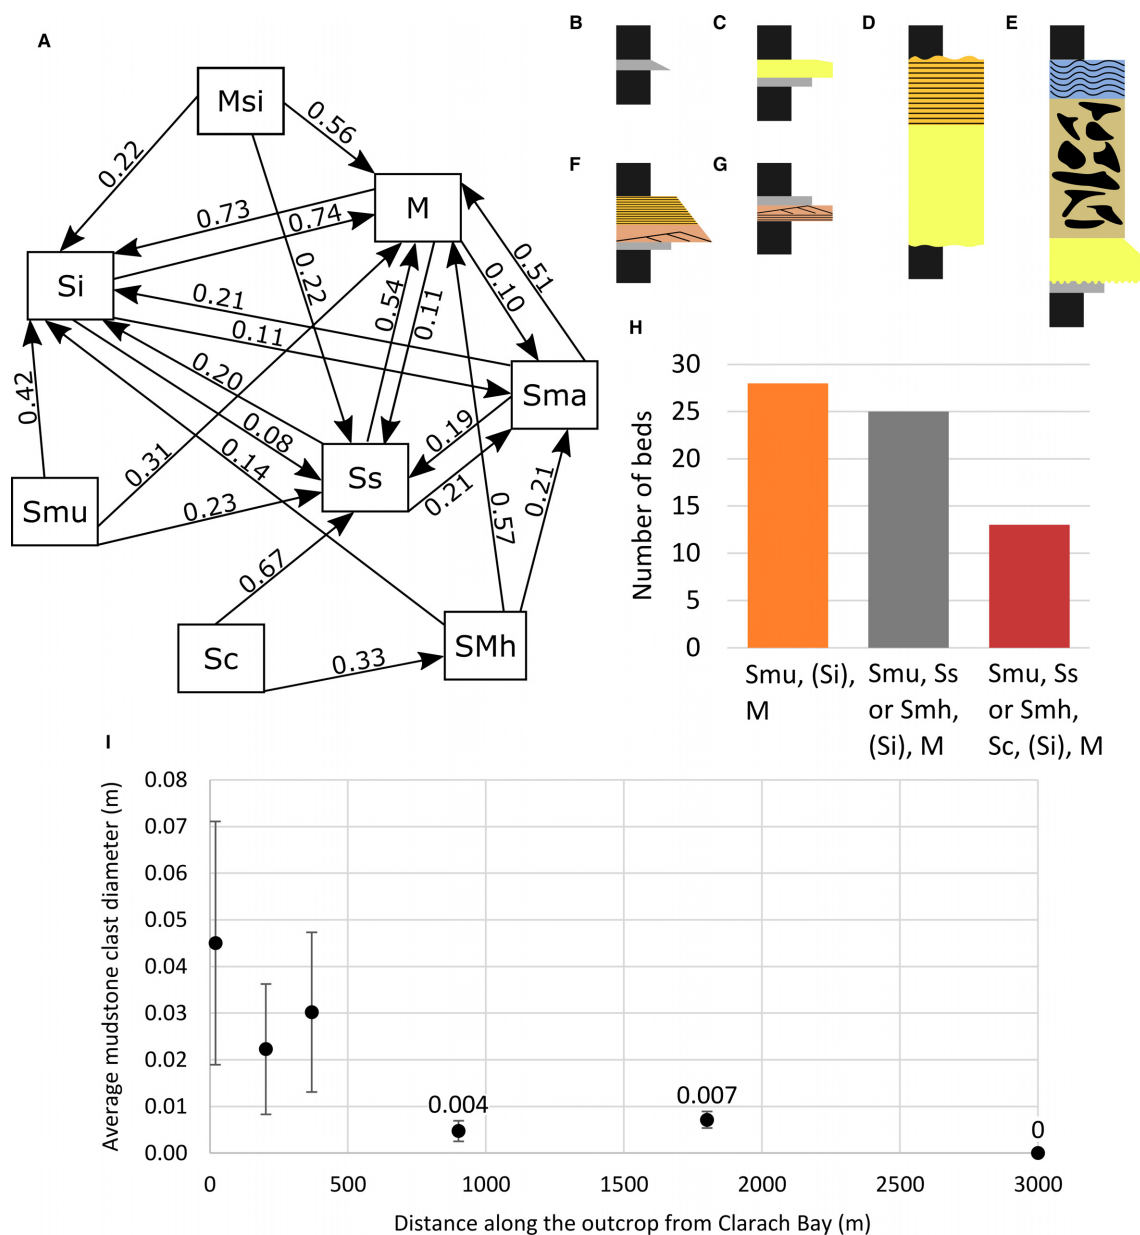 A
B
C
D
E
F
G
H
I
Msi
M
Si
Sma
Ss
Smu
Sc
SMh
0.56
0.22
0.73
0.74
0.22
0.51
0.10
0.21
0.11
0.54
0.11
0.20
0.08
0.19
0.42
0.31
0.14
0.21
0.23
0.57
0.21
0.67
0.33
Number of beds
30
25
20
15
10
5
0
Smu, (Si),
M
Smu, Ss
or Smh,
(Si), M
Smu, Ss
or Smh,
Sc, (Si), M
Average mudstone clast diameter (m)
0.08
0.07
0.06
0.05
0.04
0.03
0.02
0.01
0.00
0.004
0.007
0
0
500
1000
1500
2000
2500
3000
Distance along the outcrop from Clarach Bay (m)